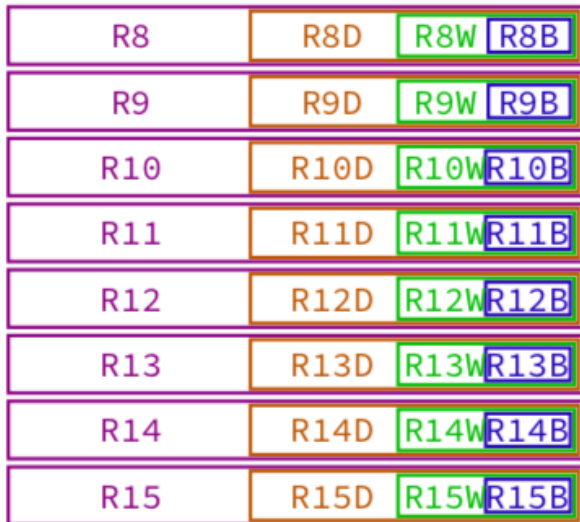 R8 R8D R8W R8B
R9 R9D R9W R9B
R10 R10D R10W R10B
R11 R11D R11W R11B
R12 R12D R12W R12B
R13 R13D R13W R13B
R14 R14D R14W R14B
R15 R15D R15W R15B